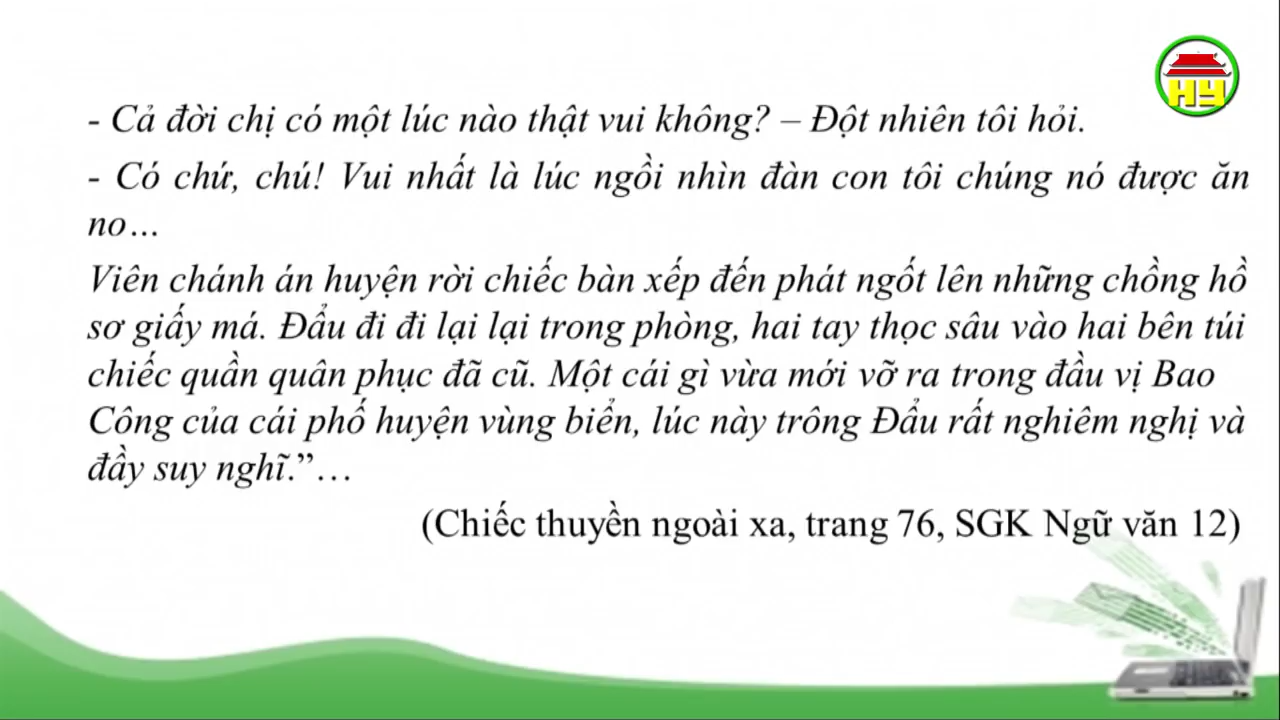 HY
- Cả đời chị có một lúc nào thật vui không? – Đột nhiên tôi hỏi.
- Có chứ, chú! Vui nhất là lúc ngồi nhìn đàn con tôi chúng nó được ăn
no…
Viên chánh án huyện rời chiếc bàn xếp đến phát ngốt lên những chồng hồ
sơ giấy má. Đẩu đi đi lại lại trong phòng, hai tay thọc sâu vào hai bên túi
chiếc quần quân phục đã cũ. Một cái gì vừa mới vỡ ra trong đầu vị Bao
Công của cái phố huyện vùng biển, lúc này trông Đẩu rất nghiêm nghị và
đầy suy nghĩ.”…
(Chiếc thuyền ngoài xa, trang 76, SGK Ngữ văn 12)